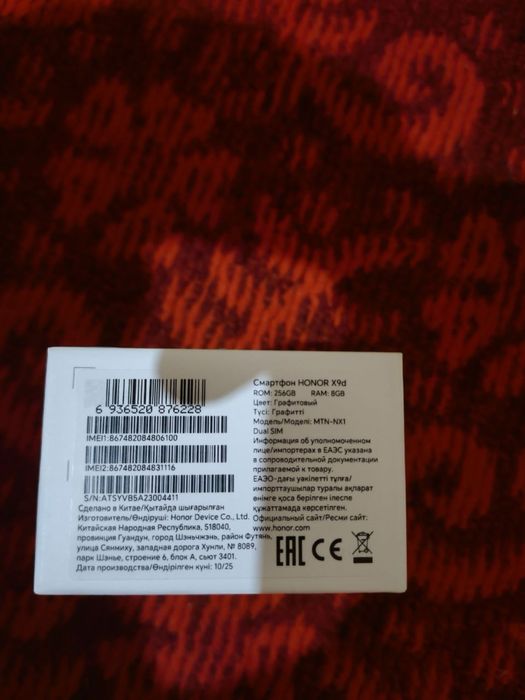 6 936520 876228
IMEI1:867482084806100
IMEI2:867482084831116
S/N:ATSYVB5A23004411
Сделано в Китае/Қытайда шығарылған
Изготовитель/Өндіруші: Honor Device Co., Ltd.
Китайская Народная Республика, 518040,
провинция Гуандун, город Шэньчжэнь, район Футянь,
улица Сянмиху, западная дорога Хунли, № 8089,
парк Шэнье, строение 6, блок А, сьют 3401.
Дата производства/Өндірілген күні: 10/25
Смартфон HONOR X9d
ROM: 256GB RAM: 8GB
Цвет: Графитовый
Түсі: Графитті
Модель/Моделі: MTN-NX1
Dual SIM
Информация об уполномоченном
лице/импортерах в ЕАЭС указана
в сопроводительной документации
прилагаемой к товару.
ЕАЭО-дағы уәкілетті тұлға/
импорттаушылар туралы ақпарат
өнімге қоса берілген ілеспе
құжаттамада көрсетілген.
Официальный сайт/Ресми сайт:
www.honor.com
EAC CE